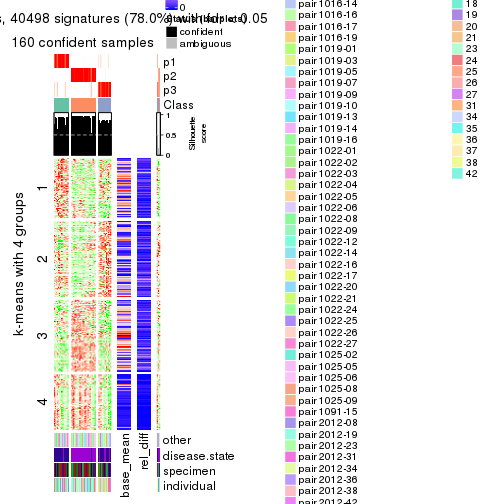 0
, 40498 signatures (78.0%) with fdr < 0.05
confident
ambiguous
160 confident samples
p1
p2
p3
Class
1
0.5
0
Silhouette
score
k-means with 4 groups
1
2
3
4
base_mean
rel_diff
other
disease.state
specimen
individual
pair1016-14
pair1016-16
pair1016-17
pair1016-19
pair1019-01
pair1019-03
pair1019-05
pair1019-07
pair1019-09
pair1019-10
pair1019-13
pair1019-14
pair1019-16
pair1022-01
pair1022-02
pair1022-03
pair1022-04
pair1022-05
pair1022-06
pair1022-08
pair1022-09
pair1022-12
pair1022-14
pair1022-16
pair1022-17
pair1022-20
pair1022-21
pair1022-24
pair1022-25
pair1022-26
pair1022-27
pair1025-02
pair1025-05
pair1025-06
pair1025-08
pair1025-09
pair1091-15
pair2012-08
pair2012-19
pair2012-23
pair2012-31
pair2012-34
pair2012-36
pair2012-38
pair2012-42
18
19
20
21
23
24
25
26
27
31
34
35
36
37
38
42